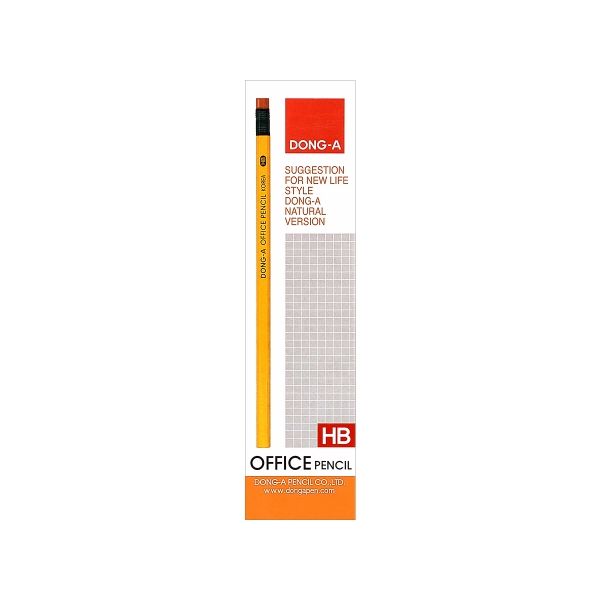 DONG-A
SUGGESTION
FOR NEW LIFE
STYLE
DONG-A
NATURAL
VERSION
DONG-A OFFICE PENCIL KOREA
HB
OFFICE PENCIL
DONG-A PENCIL CO.,LTD.
www.dongapen.com